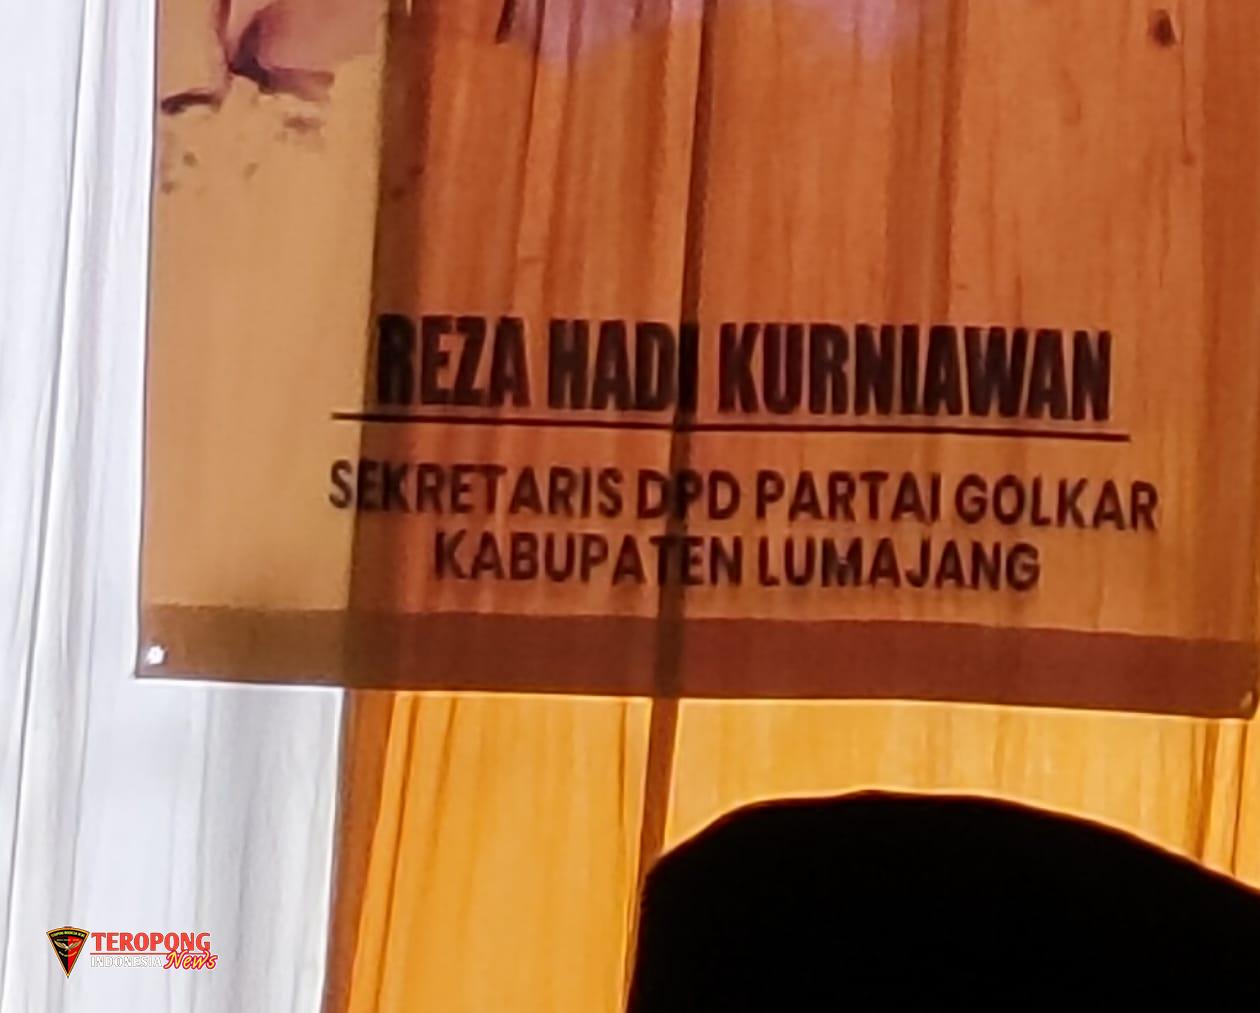 REZA HADI KURNIAWAN
SEKRETARIS DPD PARTAI GOLKAR
KABUPATEN LUMAJANG
TEROPONG
INDONESIA News